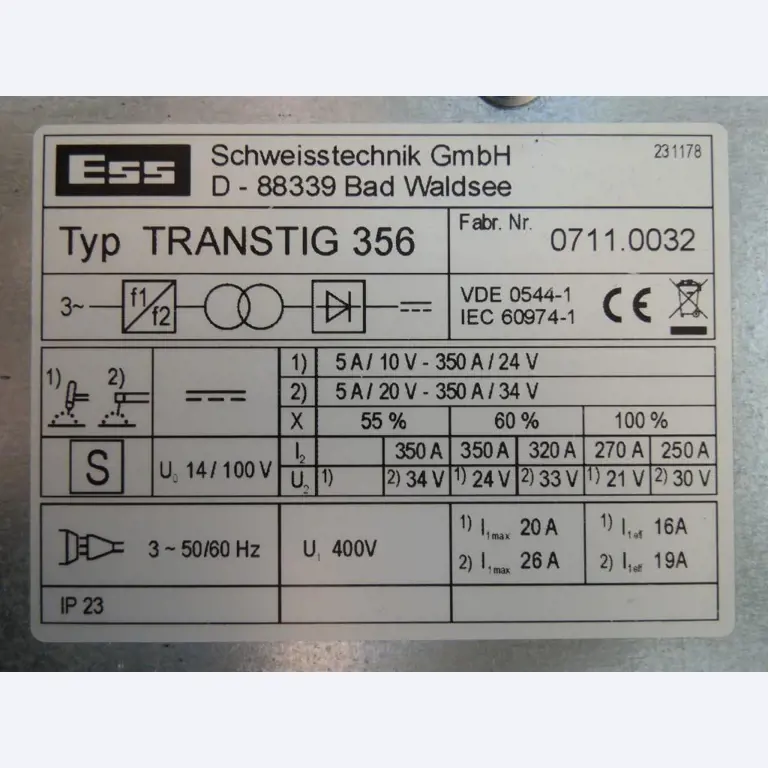 Ess
Schweisstechnik GmbH
D - 88339 Bad Waldsee
231178
Typ TRANSTIG 356
Fabr. Nr. 0711.0032
3~ f1/f2
VDE 0544-1
IEC 60974-1
CE
1) 2)
1) 5 A / 10 V - 350 A / 24 V
2) 5 A / 20 V - 350 A / 34 V
X 55 % 60 % 100 %
S
U₀ 14 / 100 V
I₂ 350 A 350 A 320 A 270 A 250 A
U₂ 1) 2) 34 V 1) 24 V 2) 33 V 1) 21 V 2) 30 V
3 ~ 50/60 Hz
U₁ 400V
1) I₁max 20 A 1) I₁eff 16A
2) I₁max 26 A 2) I₁eff 19A
IP 23